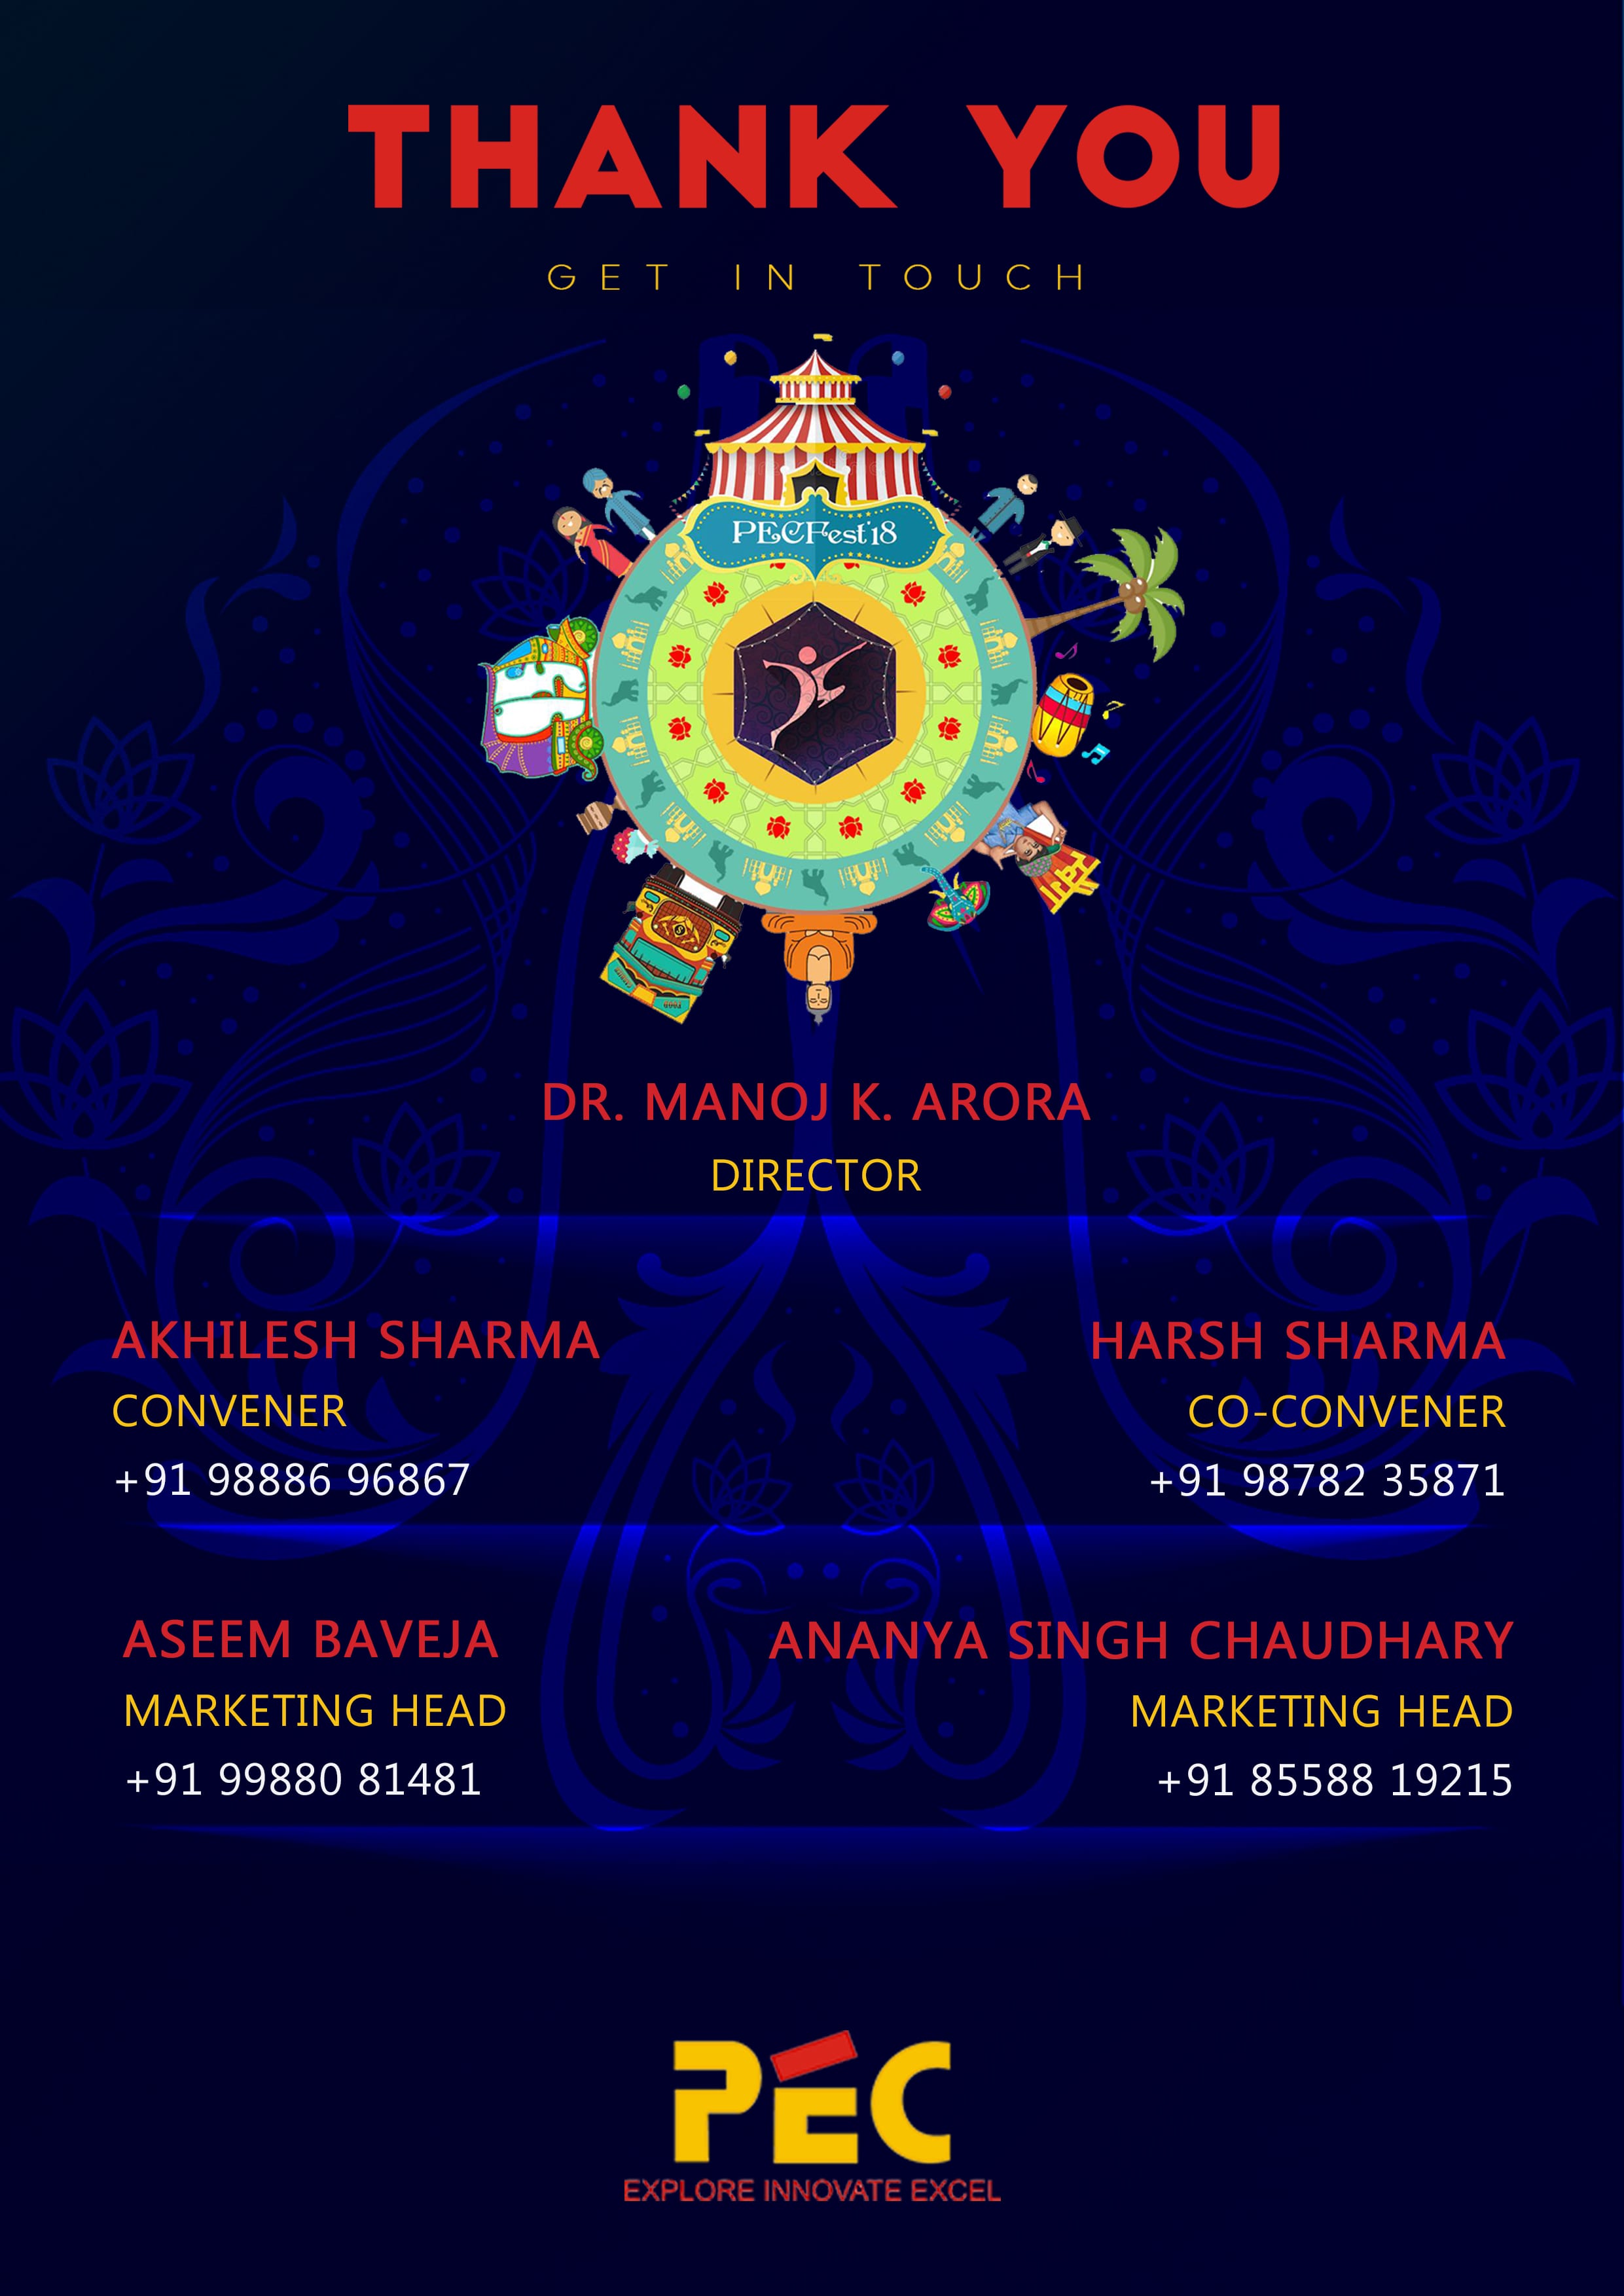 THANK YOU
GET IN TOUCH
PECFest'18
DR. MANOJ K. ARORA
DIRECTOR
AKHILESH SHARMA
CONVENER
+91 98886 96867
HARSH SHARMA
CO-CONVENER
+91 98782 35871
ASEEM BAVEJA
MARKETING HEAD
+91 99880 81481
ANANYA SINGH CHAUDHARY
MARKETING HEAD
+91 85588 19215
PEC
EXPLORE INNOVATE EXCEL